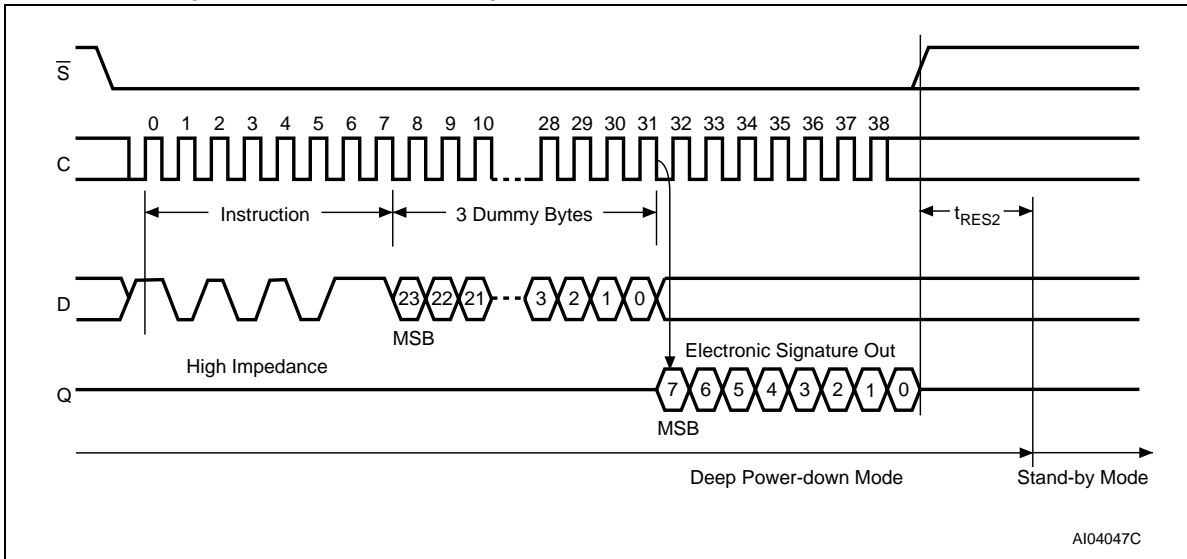 S
0 1 2 3 4 5 6 7 8 9 10 28 29 30 31 32 33 34 35 36 37 38
C
Instruction 3 Dummy Bytes tRES2
D 23 22 21 3 2 1 0
MSB
High Impedance Electronic Signature Out
Q 7 6 5 4 3 2 1 0
MSB
Deep Power-down Mode Stand-by Mode
AI04047C